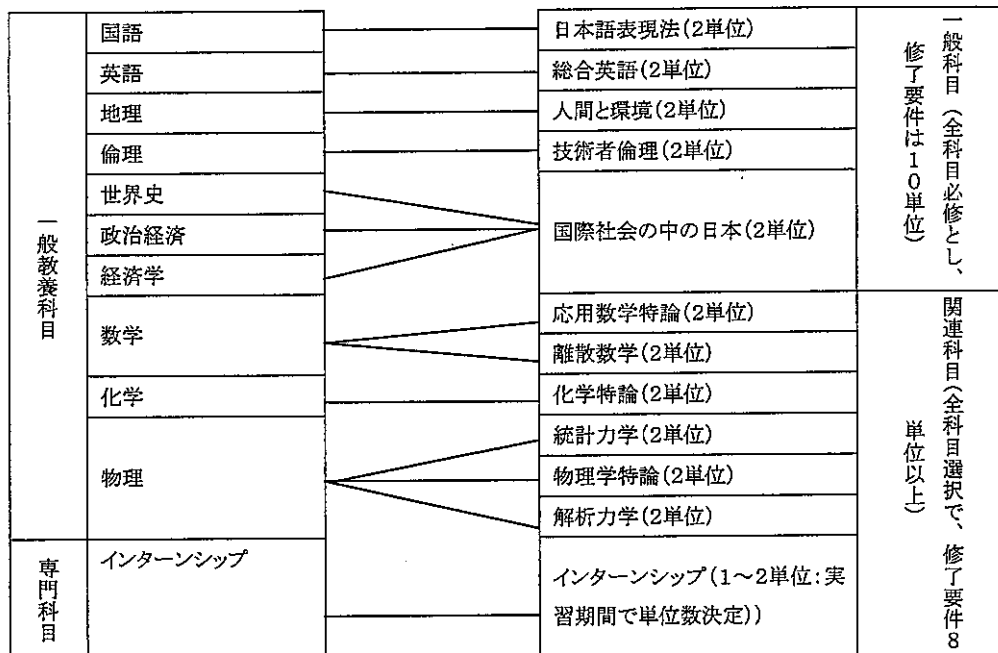 一般教養科目
国語
英語
地理
倫理
世界史
政治経済
経済学
数学
化学
物理
専門科目
インターンシップ
日本語表現法(2単位)
総合英語(2単位)
人間と環境(2単位)
技術者倫理(2単位)
国際社会の中の日本(2単位)
応用数学特論(2単位)
離散数学(2単位)
化学特論(2単位)
統計力学(2単位)
物理学特論(2単位)
解析力学(2単位)
インターンシップ(1～2単位:実
習期間で単位数決定))
一般科目(全科目必修とし、
修了要件は10単位)
関連科目(全科目選択で、修了要件8
単位以上)